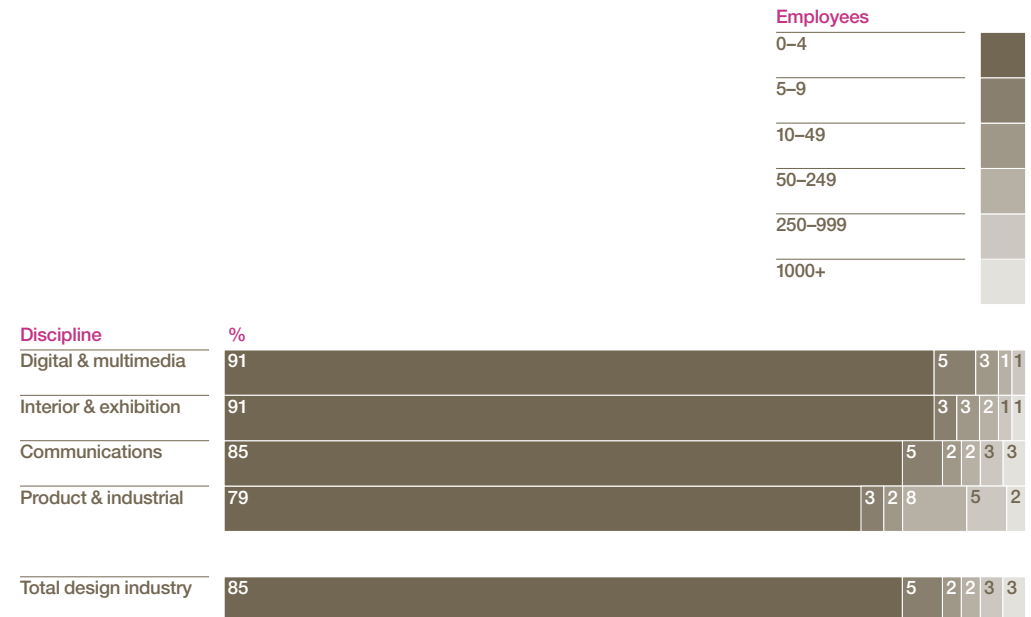 Employees
0–4
5–9
10–49
50–249
250–999
1000+
Discipline %
Digital & multimedia 91 5 3 1 1
Interior & exhibition 91 3 3 2 1 1
Communications 85 5 2 2 3 3
Product & industrial 79 3 2 8 5 2
Total design industry 85 5 2 2 3 3